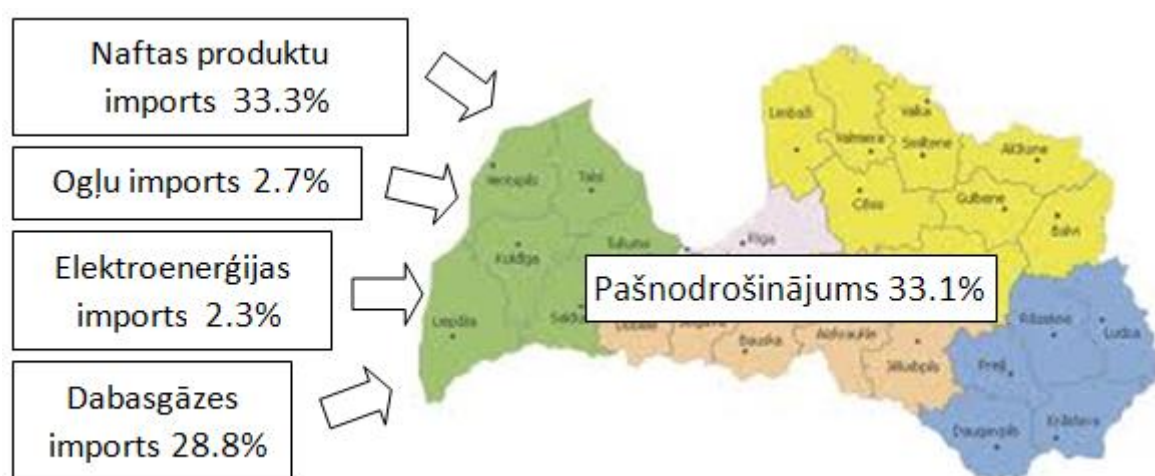 Naftas produktu
imports 33.3%
Ogļu imports 2.7%
Elektroenerģijas
imports 2.3%
Dabasgāzes
imports 28.8%
Pašnodrošinājums 33.1%
Limbaži
Valka
Valmiera
Smiltene
Alūksne
Cēsis
Gulbene
Balvi
Ventspils
Talsi
Rīga
Tukums
Kuldīga
Liepāja
Saldus
Dobele
Jelgava
Bauska
Aizkraukle
Jēkabpils
Rēzekne
Ludza
Preiļi
Daugavpils
Krāslava